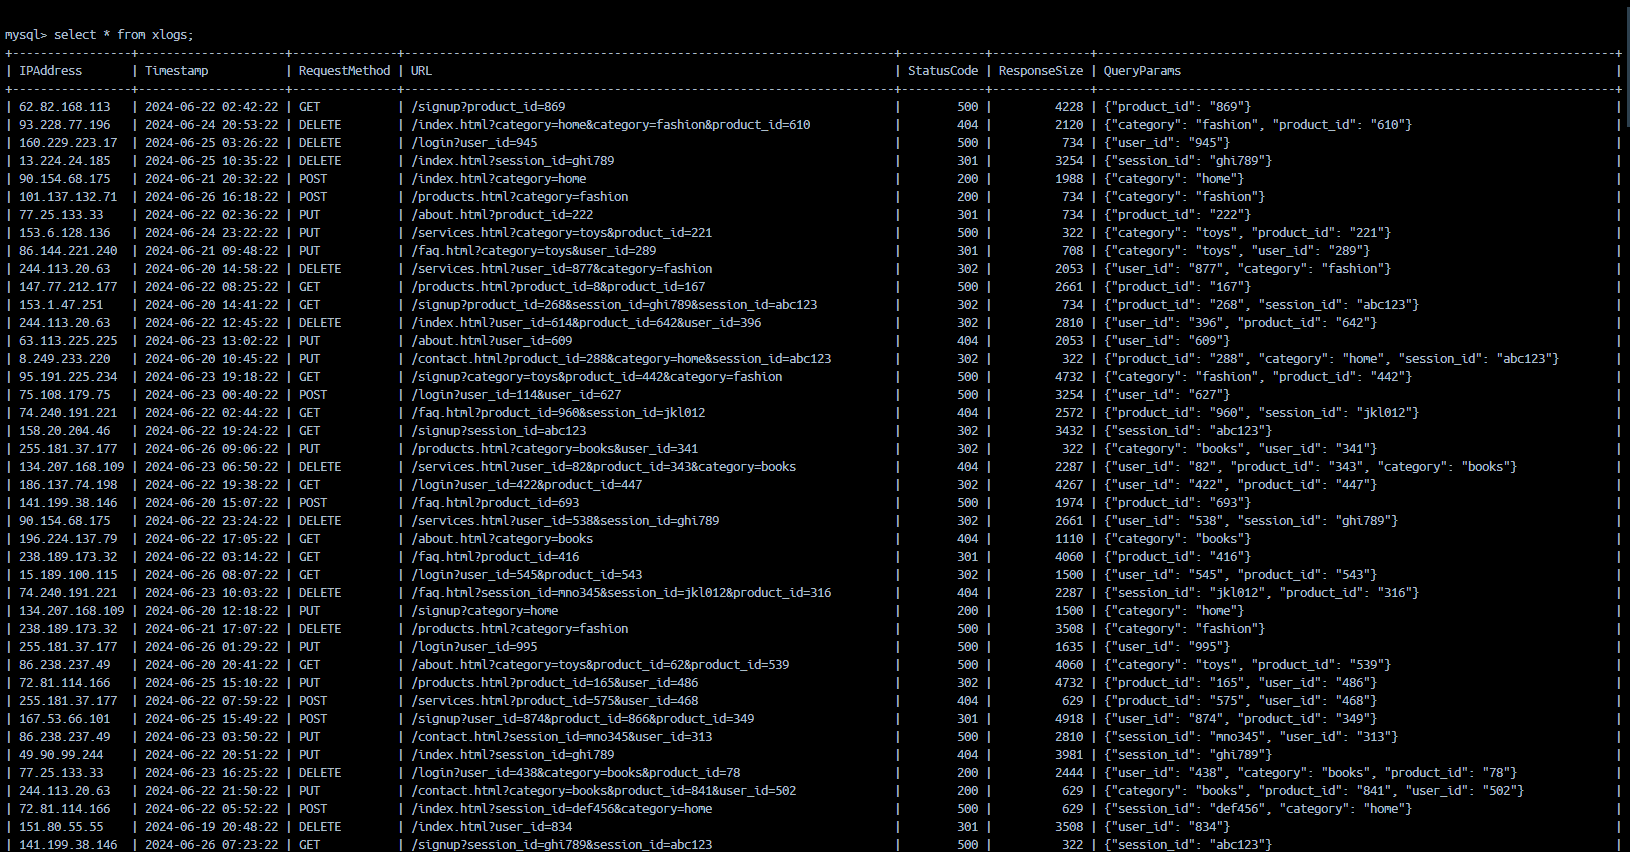 mysql> select * from xlogs;
+-----------------+---------------------+---------------+----------------------------------------------------------------------+------------+--------------+--------------------------------------------------------------------------+
| IPAddress       | Timestamp           | RequestMethod | URL                                                                  | StatusCode | ResponseSize | QueryParams                                                              |
+-----------------+---------------------+---------------+----------------------------------------------------------------------+------------+--------------+--------------------------------------------------------------------------+
| 62.82.168.113 | 2024-06-22 02:42:22 | GET | /signup?product_id=869 | 500 | 4228 | {"product_id": "869"} |
| 93.228.77.196 | 2024-06-24 20:53:22 | DELETE | /index.html?category=home&category=fashion&product_id=610 | 404 | 2120 | {"category": "fashion", "product_id": "610"} |
| 160.229.223.17 | 2024-06-25 03:26:22 | DELETE | /login?user_id=945 | 500 | 734 | {"user_id": "945"} |
| 13.224.24.185 | 2024-06-25 10:35:22 | DELETE | /index.html?session_id=ghi789 | 301 | 3254 | {"session_id": "ghi789"} |
| 90.154.68.175 | 2024-06-21 20:32:22 | POST | /index.html?category=home | 200 | 1988 | {"category": "home"} |
| 101.137.132.71 | 2024-06-26 16:18:22 | POST | /products.html?category=fashion | 200 | 734 | {"category": "fashion"} |
| 77.25.133.33 | 2024-06-22 02:36:22 | PUT | /about.html?product_id=222 | 301 | 734 | {"product_id": "222"} |
| 153.6.128.136 | 2024-06-24 23:22:22 | PUT | /services.html?category=toys&product_id=221 | 500 | 322 | {"category": "toys", "product_id": "221"} |
| 86.144.221.240 | 2024-06-21 09:48:22 | PUT | /faq.html?category=toys&user_id=289 | 301 | 708 | {"category": "toys", "user_id": "289"} |
| 244.113.20.63 | 2024-06-20 14:58:22 | DELETE | /services.html?user_id=877&category=fashion | 302 | 2053 | {"user_id": "877", "category": "fashion"} |
| 147.77.212.177 | 2024-06-22 08:25:22 | GET | /products.html?product_id=8&product_id=167 | 500 | 2661 | {"product_id": "167"} |
| 153.1.47.251 | 2024-06-20 14:41:22 | GET | /signup?product_id=268&session_id=ghi789&session_id=abc123 | 302 | 734 | {"product_id": "268", "session_id": "abc123"} |
| 244.113.20.63 | 2024-06-22 12:45:22 | DELETE | /index.html?user_id=614&product_id=642&user_id=396 | 302 | 2810 | {"user_id": "396", "product_id": "642"} |
| 63.113.225.225 | 2024-06-23 13:02:22 | PUT | /about.html?user_id=609 | 404 | 2053 | {"user_id": "609"} |
| 8.249.233.220 | 2024-06-20 10:45:22 | PUT | /contact.html?product_id=288&category=home&session_id=abc123 | 302 | 322 | {"product_id": "288", "category": "home", "session_id": "abc123"} |
| 95.191.225.234 | 2024-06-23 19:18:22 | GET | /signup?category=toys&product_id=442&category=fashion | 500 | 4732 | {"category": "fashion", "product_id": "442"} |
| 75.108.179.75 | 2024-06-23 00:40:22 | POST | /login?user_id=114&user_id=627 | 500 | 3254 | {"user_id": "627"} |
| 74.240.191.221 | 2024-06-22 02:44:22 | GET | /faq.html?product_id=960&session_id=jkl012 | 404 | 2572 | {"product_id": "960", "session_id": "jkl012"} |
| 158.20.204.46 | 2024-06-22 19:24:22 | GET | /signup?session_id=abc123 | 302 | 3432 | {"session_id": "abc123"} |
| 255.181.37.177 | 2024-06-26 09:06:22 | PUT | /products.html?category=books&user_id=341 | 302 | 322 | {"category": "books", "user_id": "341"} |
| 134.207.168.109 | 2024-06-23 06:50:22 | DELETE | /services.html?user_id=82&product_id=343&category=books | 404 | 2287 | {"user_id": "82", "product_id": "343", "category": "books"} |
| 186.137.74.198 | 2024-06-22 19:38:22 | GET | /login?user_id=422&product_id=447 | 302 | 4267 | {"user_id": "422", "product_id": "447"} |
| 141.199.38.146 | 2024-06-20 15:07:22 | POST | /faq.html?product_id=693 | 500 | 1974 | {"product_id": "693"} |
| 90.154.68.175 | 2024-06-22 23:24:22 | DELETE | /services.html?user_id=538&session_id=ghi789 | 302 | 2661 | {"user_id": "538", "session_id": "ghi789"} |
| 196.224.137.79 | 2024-06-22 17:05:22 | GET | /about.html?category=books | 404 | 1110 | {"category": "books"} |
| 238.189.173.32 | 2024-06-22 03:14:22 | GET | /faq.html?product_id=416 | 301 | 4060 | {"product_id": "416"} |
| 15.189.100.115 | 2024-06-26 08:07:22 | GET | /login?user_id=545&product_id=543 | 302 | 1500 | {"user_id": "545", "product_id": "543"} |
| 74.240.191.221 | 2024-06-23 10:03:22 | DELETE | /faq.html?session_id=mno345&session_id=jkl012&product_id=316 | 404 | 2287 | {"session_id": "jkl012", "product_id": "316"} |
| 134.207.168.109 | 2024-06-20 12:18:22 | PUT | /signup?category=home | 200 | 1500 | {"category": "home"} |
| 238.189.173.32 | 2024-06-21 17:07:22 | DELETE | /products.html?category=fashion | 500 | 3508 | {"category": "fashion"} |
| 255.181.37.177 | 2024-06-26 01:29:22 | PUT | /login?user_id=995 | 500 | 1635 | {"user_id": "995"} |
| 86.238.237.49 | 2024-06-20 20:41:22 | GET | /about.html?category=toys&product_id=62&product_id=539 | 500 | 4060 | {"category": "toys", "product_id": "539"} |
| 72.81.114.166 | 2024-06-25 15:10:22 | PUT | /products.html?product_id=165&user_id=486 | 302 | 4732 | {"product_id": "165", "user_id": "486"} |
| 255.181.37.177 | 2024-06-22 07:59:22 | POST | /services.html?product_id=575&user_id=468 | 404 | 629 | {"product_id": "575", "user_id": "468"} |
| 167.53.66.101 | 2024-06-25 15:49:22 | POST | /signup?user_id=874&product_id=866&product_id=349 | 301 | 4918 | {"user_id": "874", "product_id": "349"} |
| 86.238.237.49 | 2024-06-23 03:50:22 | PUT | /contact.html?session_id=mno345&user_id=313 | 500 | 2810 | {"session_id": "mno345", "user_id": "313"} |
| 49.90.99.244 | 2024-06-22 20:51:22 | PUT | /index.html?session_id=ghi789 | 404 | 3981 | {"session_id": "ghi789"} |
| 77.25.133.33 | 2024-06-23 16:25:22 | DELETE | /login?user_id=438&category=books&product_id=78 | 200 | 2444 | {"user_id": "438", "category": "books", "product_id": "78"} |
| 244.113.20.63 | 2024-06-22 21:50:22 | PUT | /contact.html?category=books&product_id=841&user_id=502 | 200 | 629 | {"category": "books", "product_id": "841", "user_id": "502"} |
| 72.81.114.166 | 2024-06-22 05:52:22 | POST | /index.html?session_id=def456&category=home | 500 | 629 | {"session_id": "def456", "category": "home"} |
| 151.80.55.55 | 2024-06-19 20:48:22 | DELETE | /index.html?user_id=834 | 301 | 3508 | {"user_id": "834"} |
| 141.199.38.146 | 2024-06-26 07:23:22 | GET | /signup?session_id=ghi789&session_id=abc123 | 500 | 322 | {"session_id": "abc123"} |